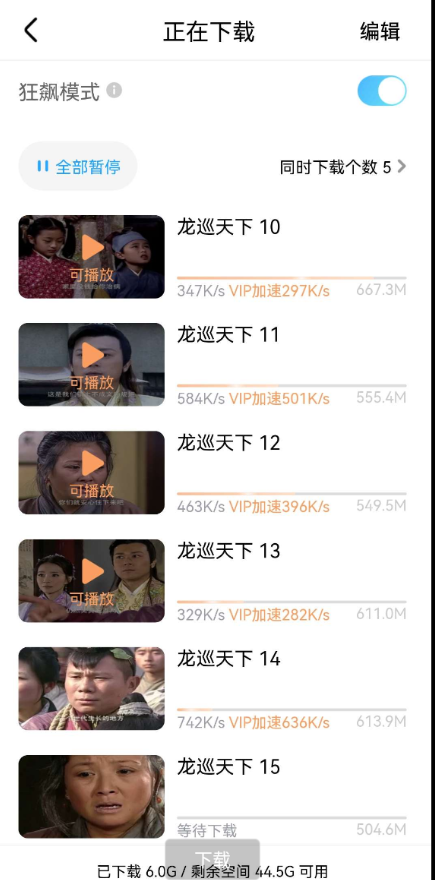 正在下载
编辑
狂飙模式
全部暂停
同时下载个数 5
龙巡天下 10
可播放
347K/s VIP加速297K/s
667.3M
龙巡天下 11
可播放
584K/s VIP加速501K/s
555.4M
龙巡天下 12
可播放
463K/s VIP加速396K/s
549.5M
龙巡天下 13
可播放
329K/s VIP加速282K/s
611.0M
龙巡天下 14
742K/s VIP加速636K/s
613.9M
龙巡天下 15
等待下载
504.6M
下载
已下载 6.0G / 剩余空间 44.5G 可用